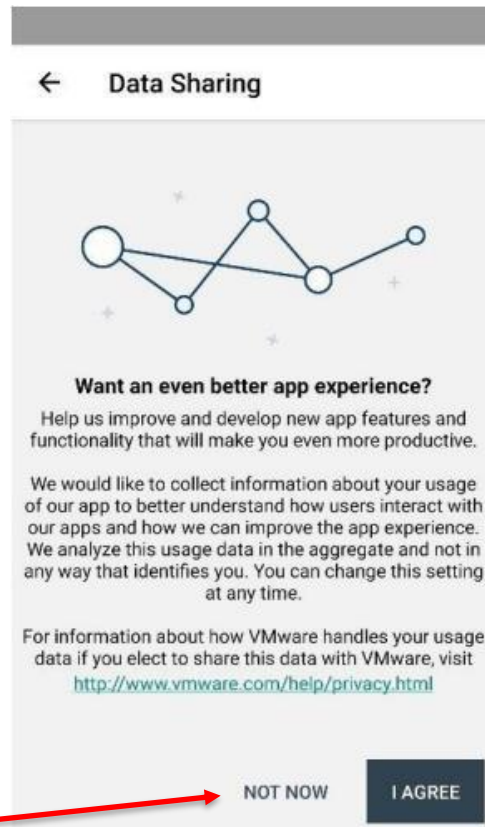 Data Sharing
Want an even better app experience?
Help us improve and develop new app features and
functionality that will make you even more productive.
We would like to collect information about your usage
of our app to better understand how users interact with
our apps and how we can improve the app experience.
We analyze this usage data in the aggregate and not in
any way that identifies you. You can change this setting
at any time.
For information about how VMware handles your usage
data if you elect to share this data with VMware, visit
http://www.vmware.com/help/privacy.html
NOT NOW I AGREE